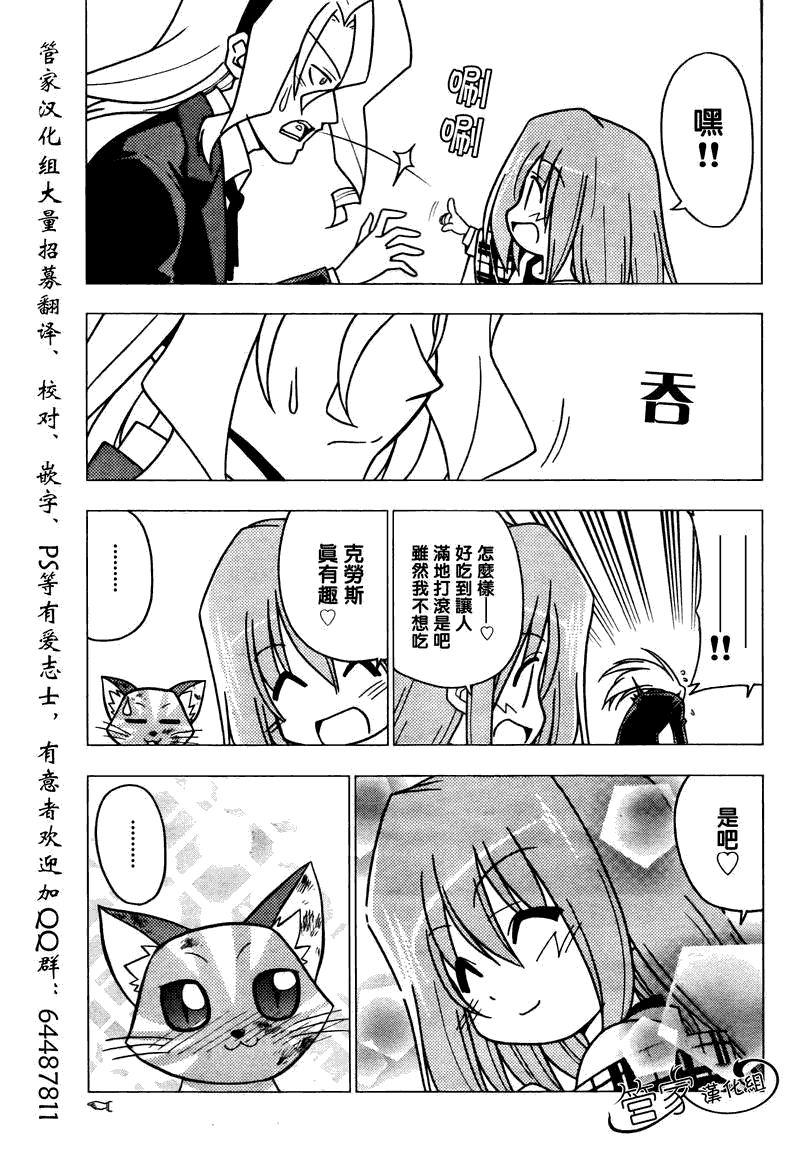 嘿!!
唰
唰
吞
——————!!
怎麼樣——♡
好吃到讓人
滿地打滾是吧
雖然我不想吃
克勞斯
眞有趣♡
………
是吧♡
………
管家汉化组大量招募翻译、校对、嵌字、PS等有爱志士，有意者欢迎加QQ群：64487811
管家
漢化組